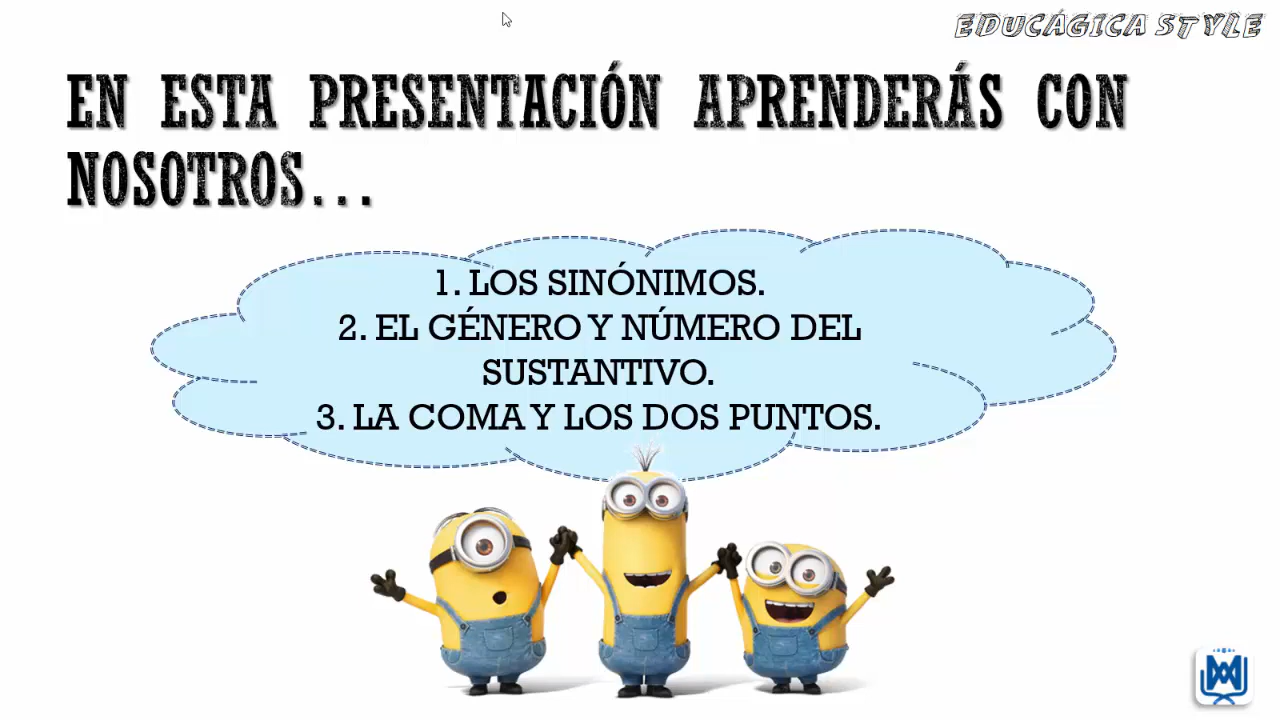 EDUCÁGICA STYLE
EN ESTA PRESENTACIÓN APRENDERÁS CON
NOSOTROS...
1. LOS SINÓNIMOS.
2. EL GÉNERO Y NÚMERO DEL
SUSTANTIVO.
3. LA COMA Y LOS DOS PUNTOS.